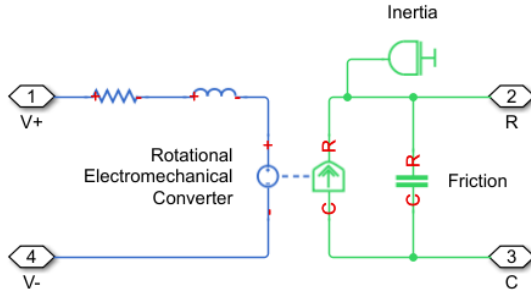 Inertia
1
V+
+
-
+
-
2
R
+
R
R
Rotational
Electromechanical
Converter
Friction
-
C
C
4
V-
3
C